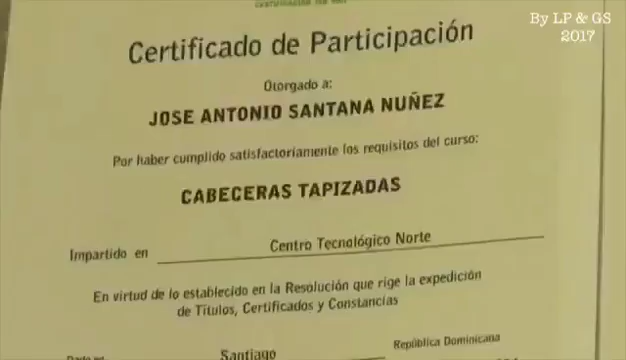 By LP & GS
2017
Certificado de Participación
Otorgado a:
JOSE ANTONIO SANTANA NUÑEZ
Por haber cumplido satisfactoriamente los requisitos del curso:
CABECERAS TAPIZADAS
Impartido en Centro Tecnológico Norte
En virtud de lo establecido en la Resolución que rige la expedición
de Títulos, Certificados y Constancias
Dado en Santiago República Dominicana